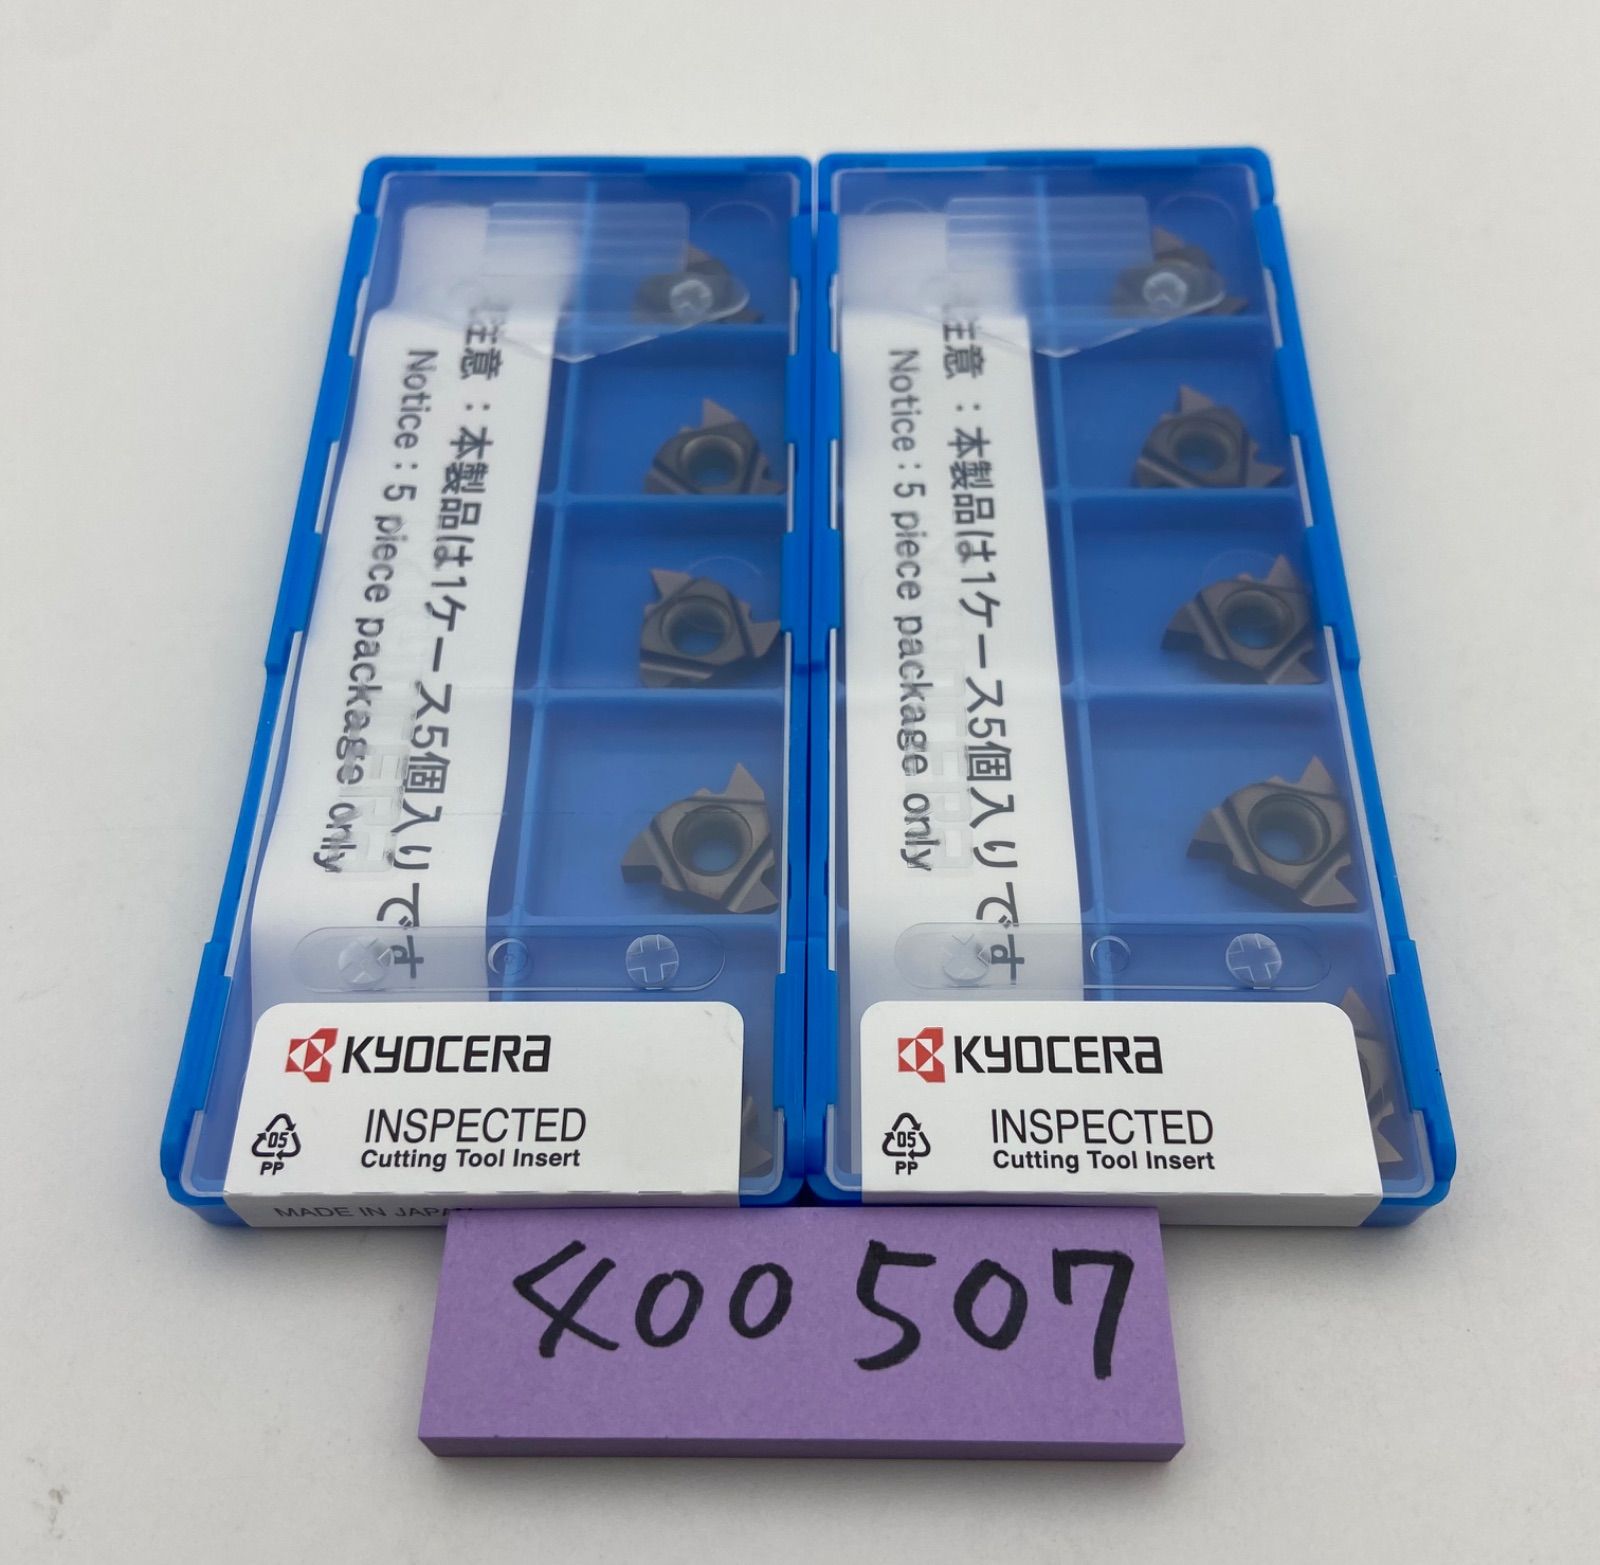 注意：本製品は1ケース5個入りです
Notice : 5 piece package only
注意：本製品は1ケース5個入りです
Notice : 5 piece package only
KYOCERA
INSPECTED
Cutting Tool Insert
05
PP
MADE IN JAPAN
KYOCERA
INSPECTED
Cutting Tool Insert
05
PP
400507